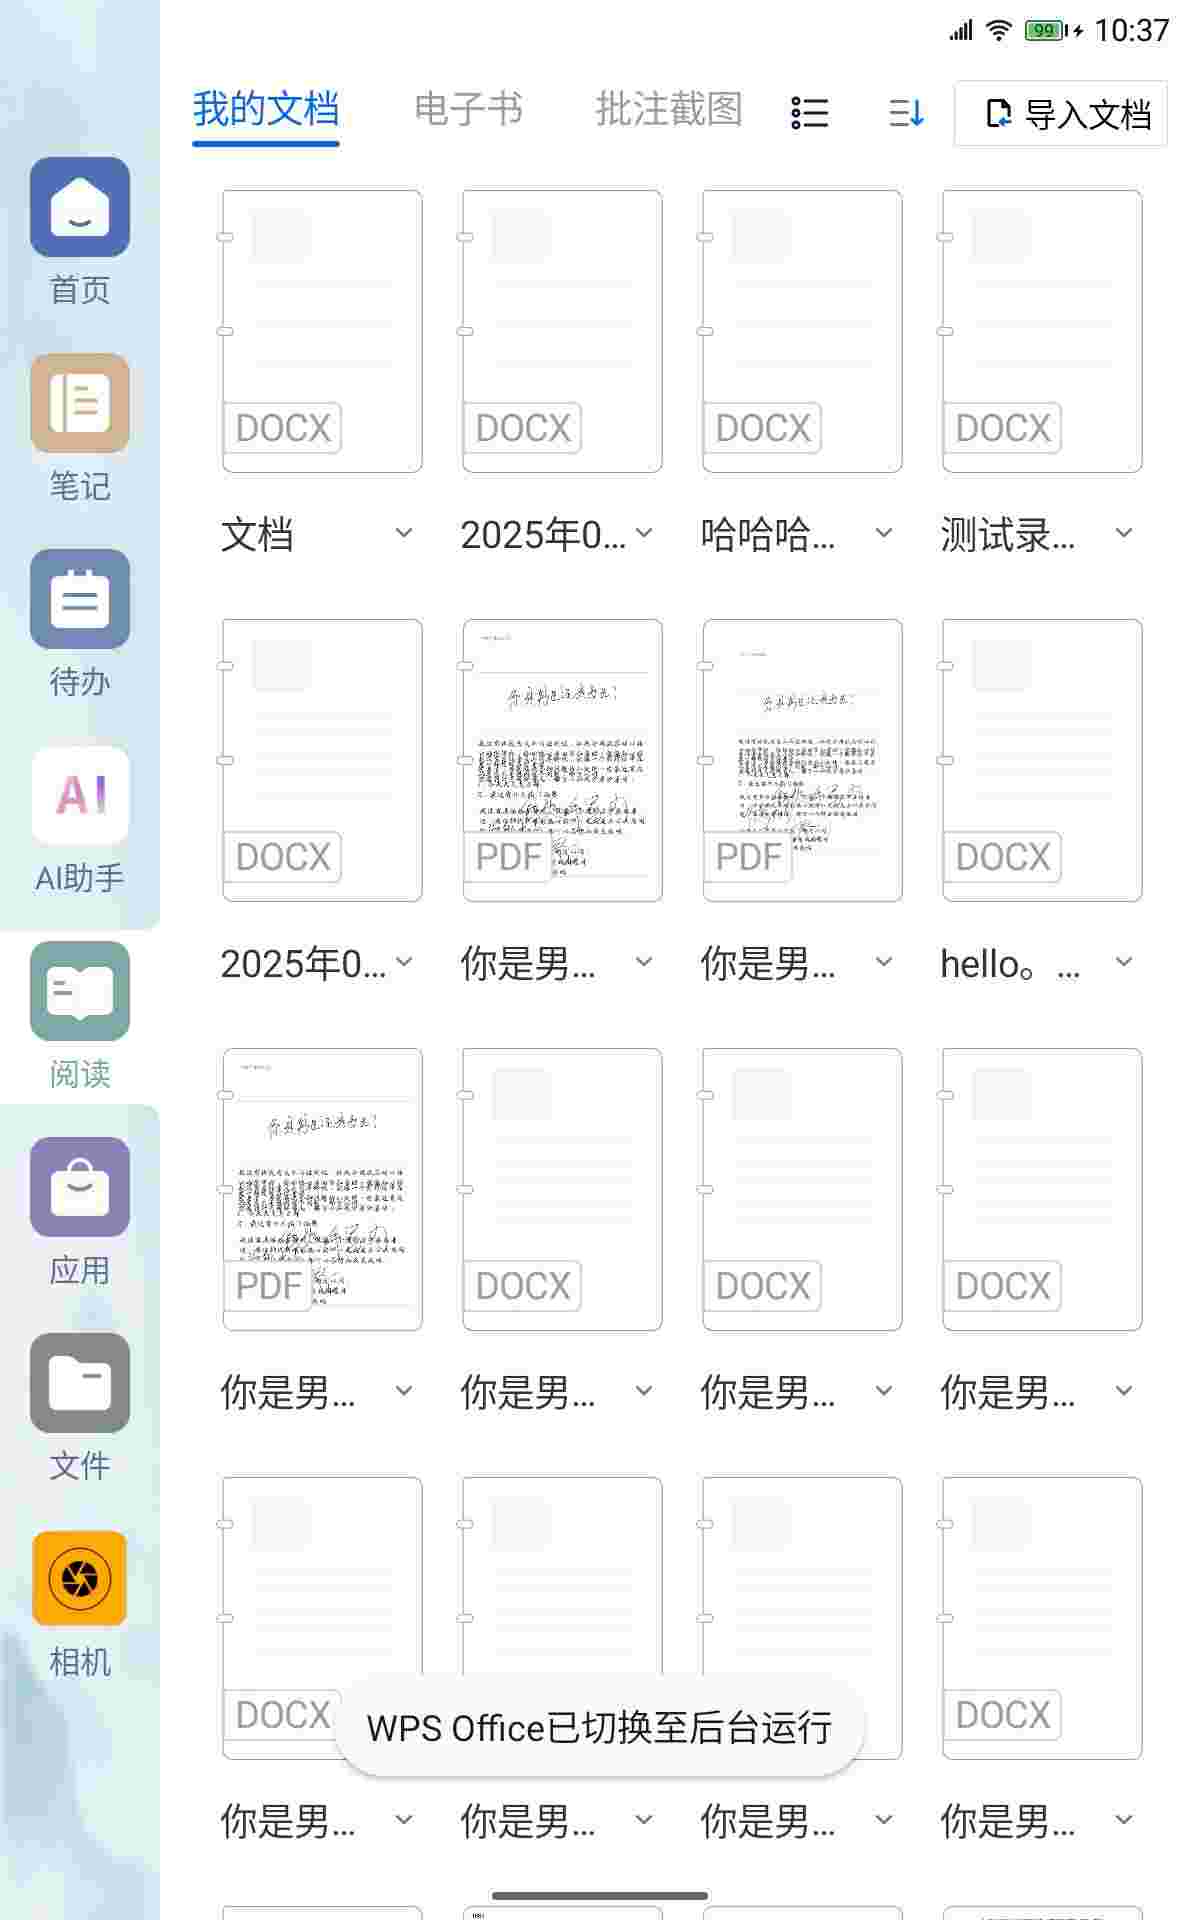 99 10:37
我的文档 电子书 批注截图 导入文档
首页
笔记
待办
AI
AI助手
阅读
应用
文件
相机
DOCX DOCX DOCX DOCX
文档 2025年0... 哈哈哈... 测试录...
DOCX PDF PDF DOCX
2025年0... 你是男... 你是男... hello。...
PDF DOCX DOCX DOCX
你是男... 你是男... 你是男... 你是男...
DOCX DOCX
WPS Office已切换至后台运行
你是男... 你是男... 你是男... 你是男...